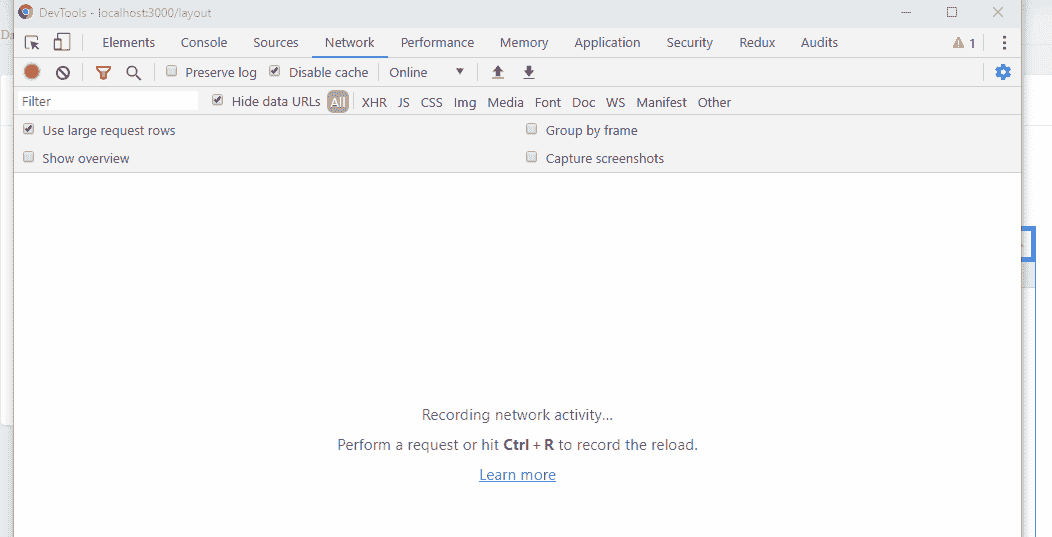 DevTools - localhost:3000/layout
Elements Console Sources Network Performance Memory Application Security Redux Audits 1
Preserve log Disable cache Online
Filter Hide data URLs All XHR JS CSS Img Media Font Doc WS Manifest Other
Use large request rows Group by frame
Show overview Capture screenshots
Recording network activity...
Perform a request or hit Ctrl + R to record the reload.
Learn more